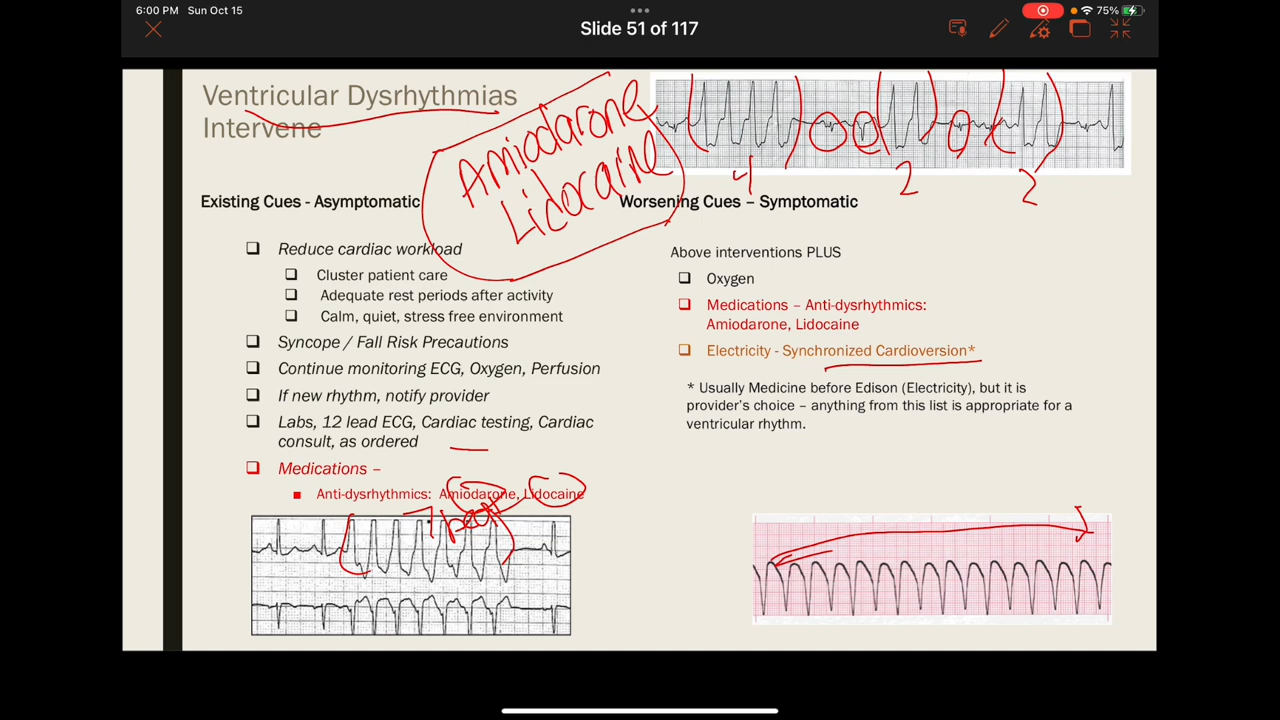 6:00 PM Sun Oct 15
75%
Slide 51 of 117
Ventricular Dysrhythmias
Intervene
Amiodarone
Lidocaine
4
2
2
Existing Cues - Asymptomatic
Reduce cardiac workload
Cluster patient care
Adequate rest periods after activity
Calm, quiet, stress free environment
Syncope / Fall Risk Precautions
Continue monitoring ECG, Oxygen, Perfusion
If new rhythm, notify provider
Labs, 12 lead ECG, Cardiac testing, Cardiac
consult, as ordered
Medications –
Anti-dysrhythmics: Amiodarone, Lidocaine
7 beat
Worsening Cues – Symptomatic
Above interventions PLUS
Oxygen
Medications – Anti-dysrhythmics:
Amiodarone, Lidocaine
Electricity - Synchronized Cardioversion*
* Usually Medicine before Edison (Electricity), but it is
provider's choice – anything from this list is appropriate for a
ventricular rhythm.